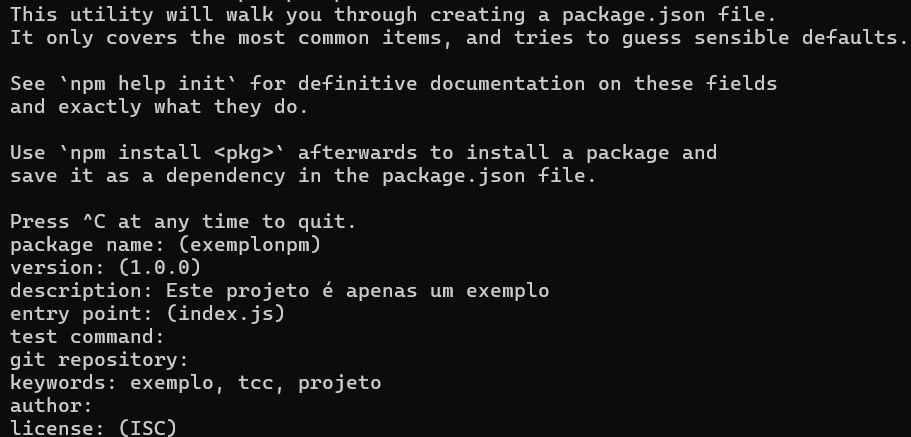 This utility will walk you through creating a package.json file.
It only covers the most common items, and tries to guess sensible defaults.
See `npm help init` for definitive documentation on these fields
and exactly what they do.
Use `npm install <pkg>` afterwards to install a package and
save it as a dependency in the package.json file.
Press ^C at any time to quit.
package name: (exemplonpm)
version: (1.0.0)
description: Este projeto é apenas um exemplo
entry point: (index.js)
test command:
git repository:
keywords: exemplo, tcc, projeto
author:
license: (ISC)